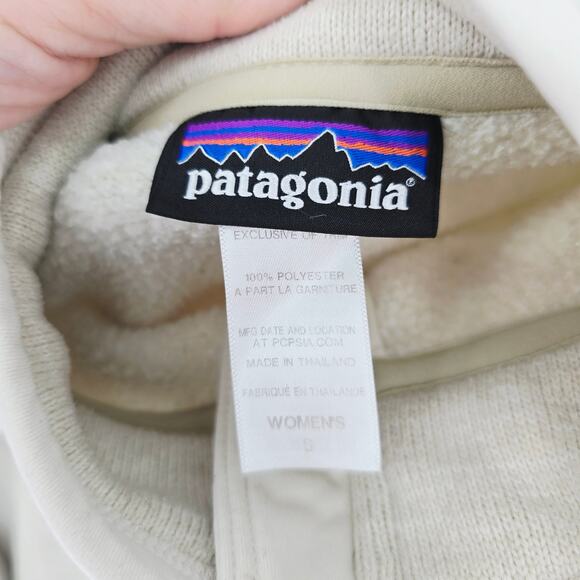 patagonia®
EXCLUSIVE OF TRIM
100% POLYESTER
A PART LA GARNITURE
MFG DATE AND LOCATION
AT PCPSIA.COM
MADE IN THAILAND
FABRIQUÉ EN THAILANDE
WOMEN'S